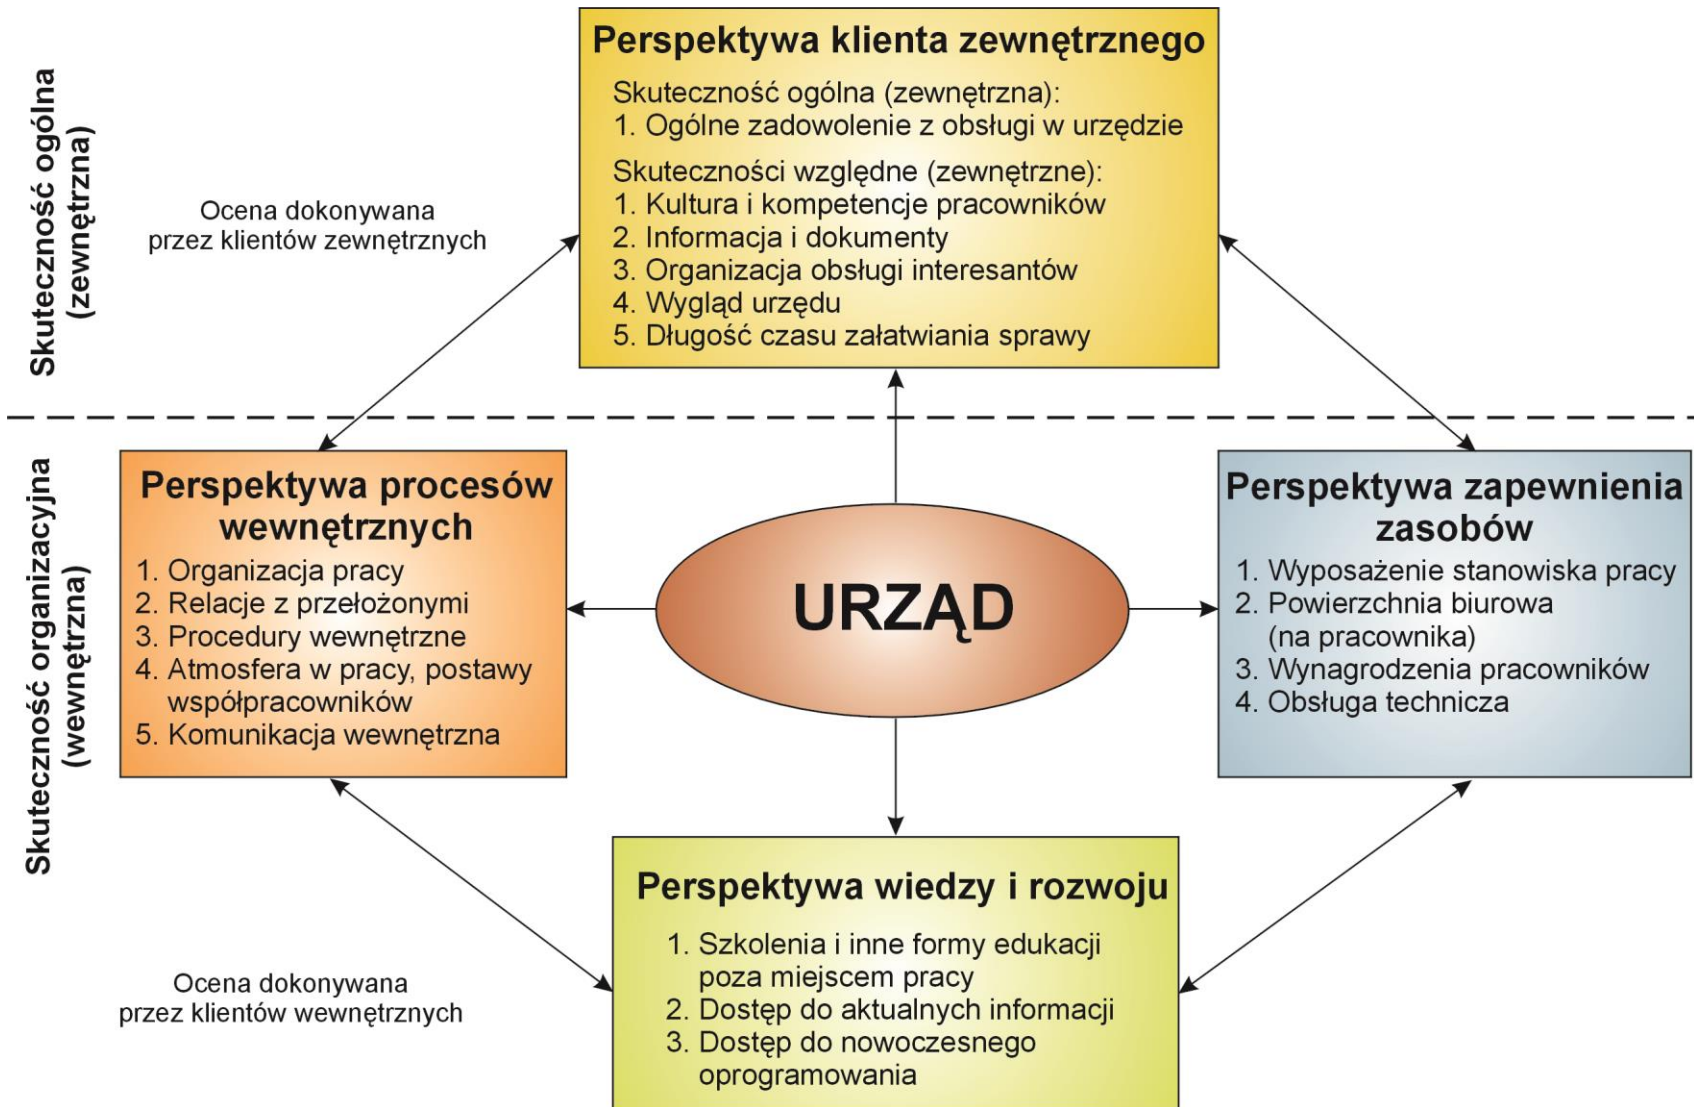 Skuteczność ogólna
(zewnętrzna)
Perspektywa klienta zewnętrznego
Skuteczność ogólna (zewnętrzna):
1. Ogólne zadowolenie z obsługi w urzędzie
Skuteczności względne (zewnętrzne):
1. Kultura i kompetencje pracowników
2. Informacja i dokumenty
3. Organizacja obsługi interesantów
4. Wygląd urzędu
5. Długość czasu załatwiania sprawy
Ocena dokonywana
przez klientów zewnętrznych
Skuteczność organizacyjna
(wewnętrzna)
Perspektywa procesów
wewnętrznych
1. Organizacja pracy
2. Relacje z przełożonymi
3. Procedury wewnętrzne
4. Atmosfera w pracy, postawy
współpracowników
5. Komunikacja wewnętrzna
URZĄD
Perspektywa zapewnienia
zasobów
1. Wyposażenie stanowiska pracy
2. Powierzchnia biurowa
(na pracownika)
3. Wynagrodzenia pracowników
4. Obsługa technicza
Perspektywa wiedzy i rozwoju
1. Szkolenia i inne formy edukacji
poza miejscem pracy
2. Dostęp do aktualnych informacji
3. Dostęp do nowoczesnego
oprogramowania
Ocena dokonywana
przez klientów wewnętrznych